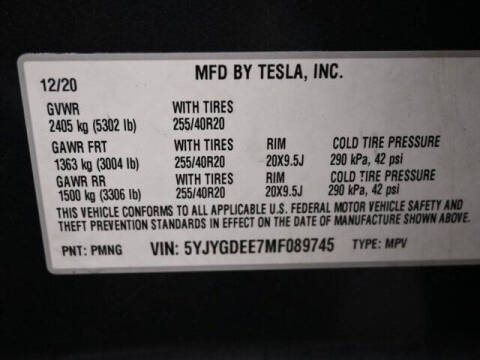 MFD BY TESLA, INC.
12/20
GVWR WITH TIRES
2405 kg (5302 lb) 255/40R20
GAWR FRT WITH TIRES RIM COLD TIRE PRESSURE
1363 kg (3004 lb) 255/40R20 20X9.5J 290 kPa, 42 psi
GAWR RR WITH TIRES RIM COLD TIRE PRESSURE
1500 kg (3306 lb) 255/40R20 20X9.5J 290 kPa, 42 psi
THIS VEHICLE CONFORMS TO ALL APPLICABLE U.S. FEDERAL MOTOR VEHICLE SAFETY AND
THEFT PREVENTION STANDARDS IN EFFECT ON THE DATE OF MANUFACTURE SHOWN ABOVE.
PNT: PMNG VIN: 5YJYGDEE7MF089745 TYPE: MPV